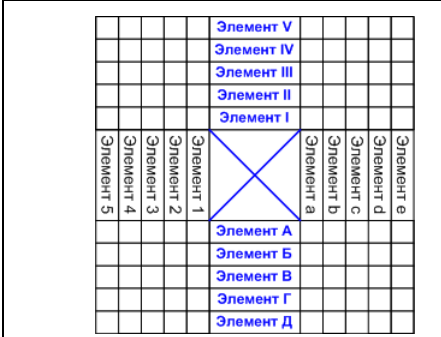 Элемент V
Элемент IV
Элемент III
Элемент II
Элемент I
Элемент 5
Элемент 4
Элемент 3
Элемент 2
Элемент 1
Элемент a
Элемент b
Элемент c
Элемент d
Элемент e
Элемент А
Элемент Б
Элемент В
Элемент Г
Элемент Д